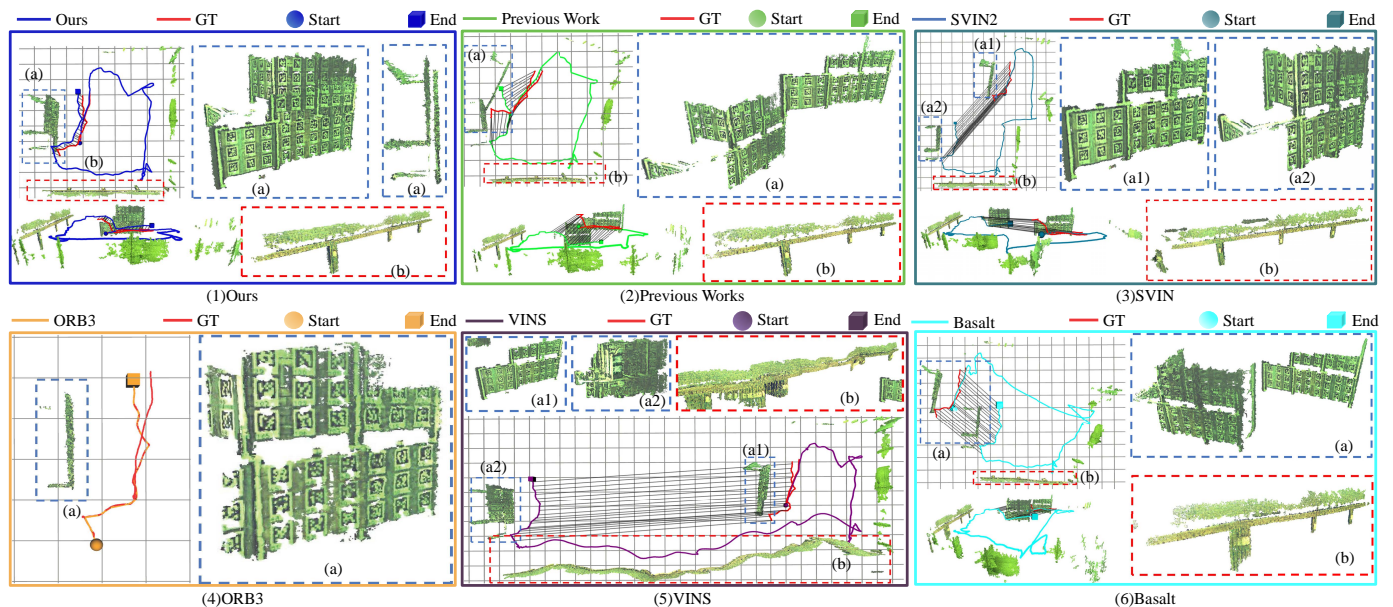 Ours GT Start End
(a)
(b)
(a)
(a)
(b)
(1)Ours
Previous Work GT Start End
(a)
(b)
(a)
(b)
(2)Previous Works
SVIN2 GT Start End
(a1)
(a2)
(b)
(a1)
(a2)
(b)
(3)SVIN
ORB3 GT Start End
(a)
(a)
(4)ORB3
VINS GT Start End
(a1)
(a2)
(b)
(a1)
(a2)
(b)
(5)VINS
Basalt GT Start End
(a)
(b)
(a)
(b)
(6)Basalt